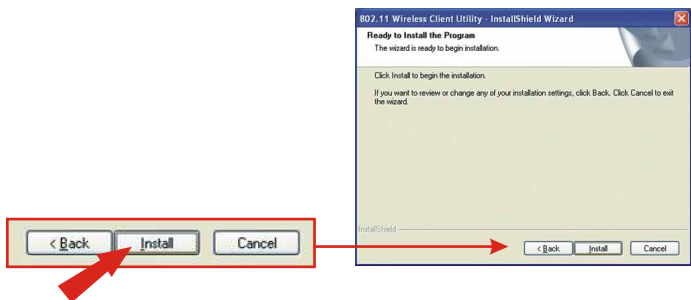 802.11 Wireless Client Utility - InstallShield Wizard
Ready to Install the Program
The wizard is ready to begin installation.
Click Install to begin the installation.
If you want to review or change any of your installation settings, click Back. Click Cancel to exit
the wizard.
InstallShield
< Back Install Cancel
< Back Install Cancel